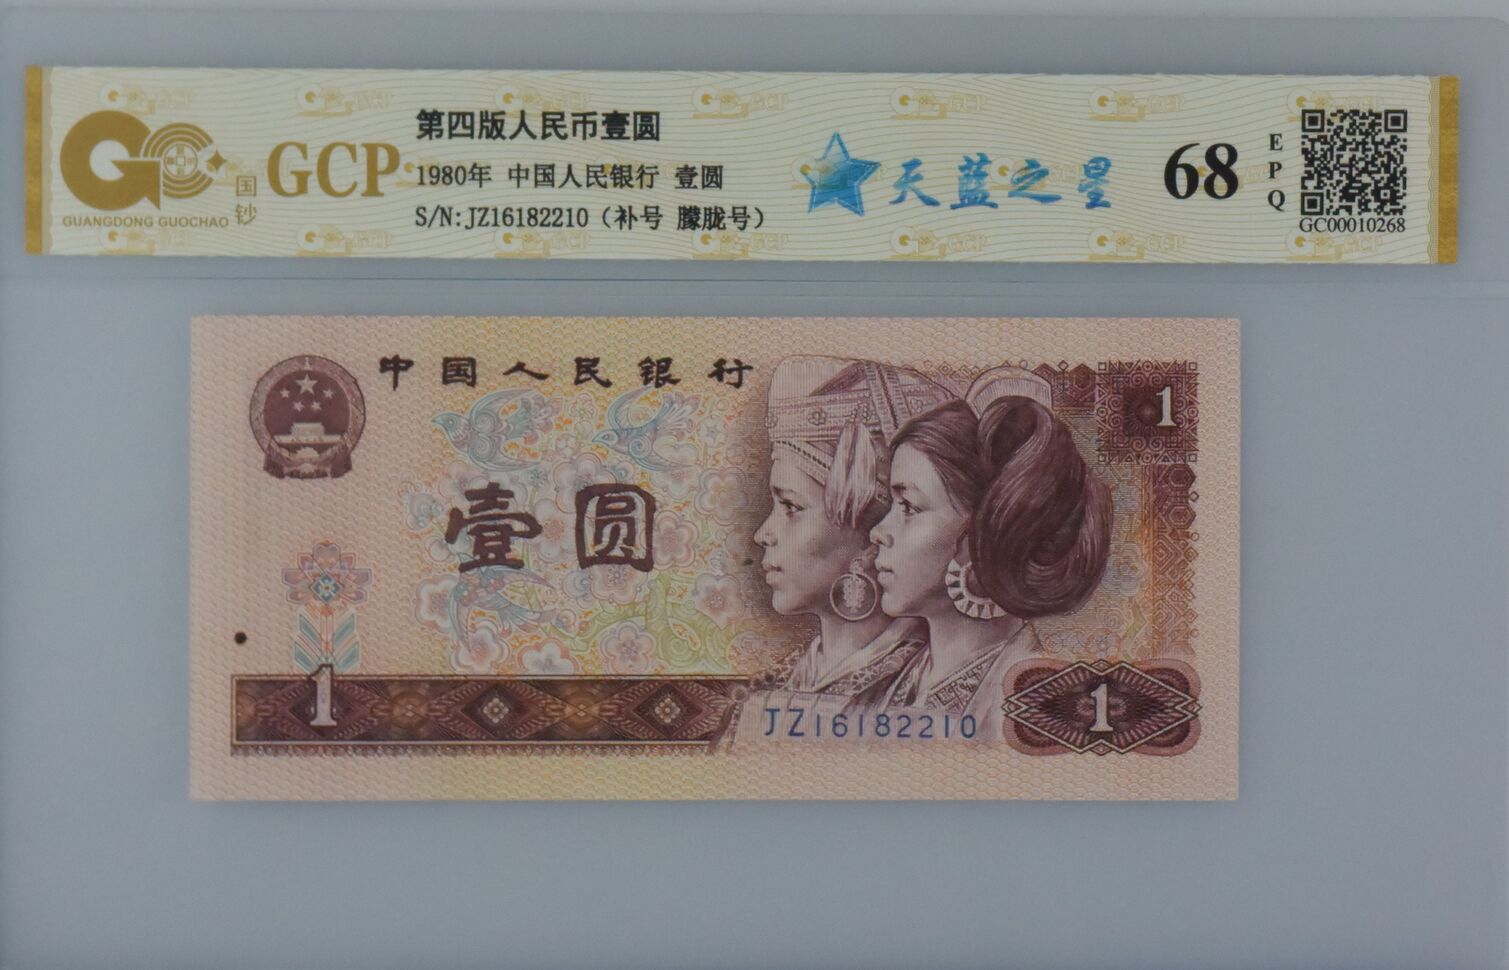 GUANGDONG GUOCHAO
国钞
GCP
第四版人民币壹圆
1980年 中国人民银行 壹圆
S/N:JZ16182210（补号 朦胧号）
天蓝之星
68
EPQ
GC00010268
中国人民银行
1
壹圆
1
JZ16182210
1